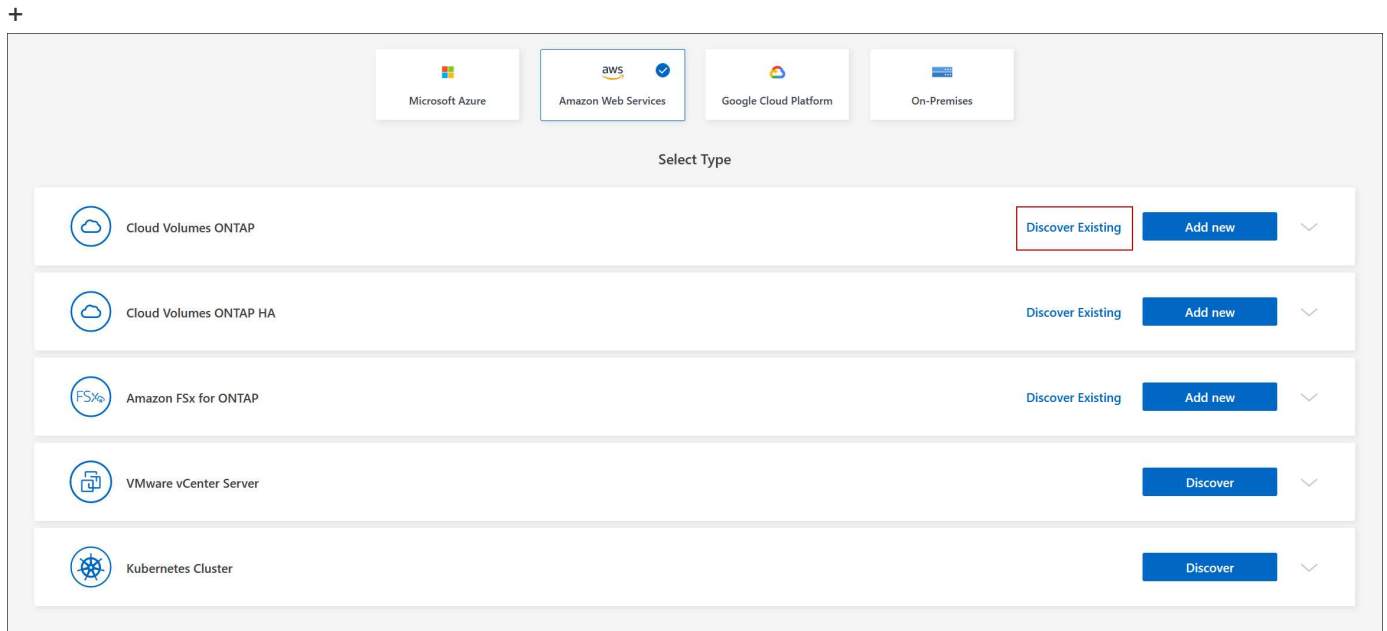 +
aws
Microsoft Azure
Amazon Web Services
Google Cloud Platform
On-Premises
Select Type
Cloud Volumes ONTAP Discover Existing Add new
Cloud Volumes ONTAP HA Discover Existing Add new
FSx Amazon FSx for ONTAP Discover Existing Add new
VMware vCenter Server Discover
Kubernetes Cluster Discover